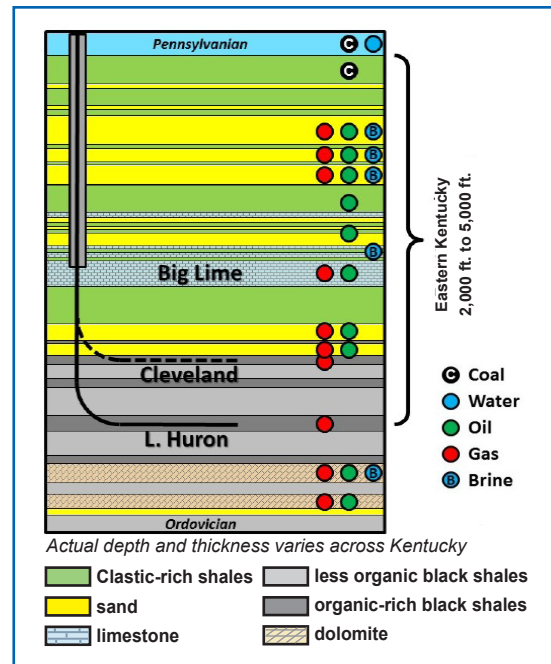 Pennsylvanian
C
C
B
B
B
B
Big Lime
Cleveland
L. Huron
B
Ordovician
Eastern Kentucky
2,000 ft. to 5,000 ft.
C Coal
Water
Oil
Gas
B Brine
Actual depth and thickness varies across Kentucky
Clastic-rich shales
less organic black shales
sand
organic-rich black shales
limestone
dolomite